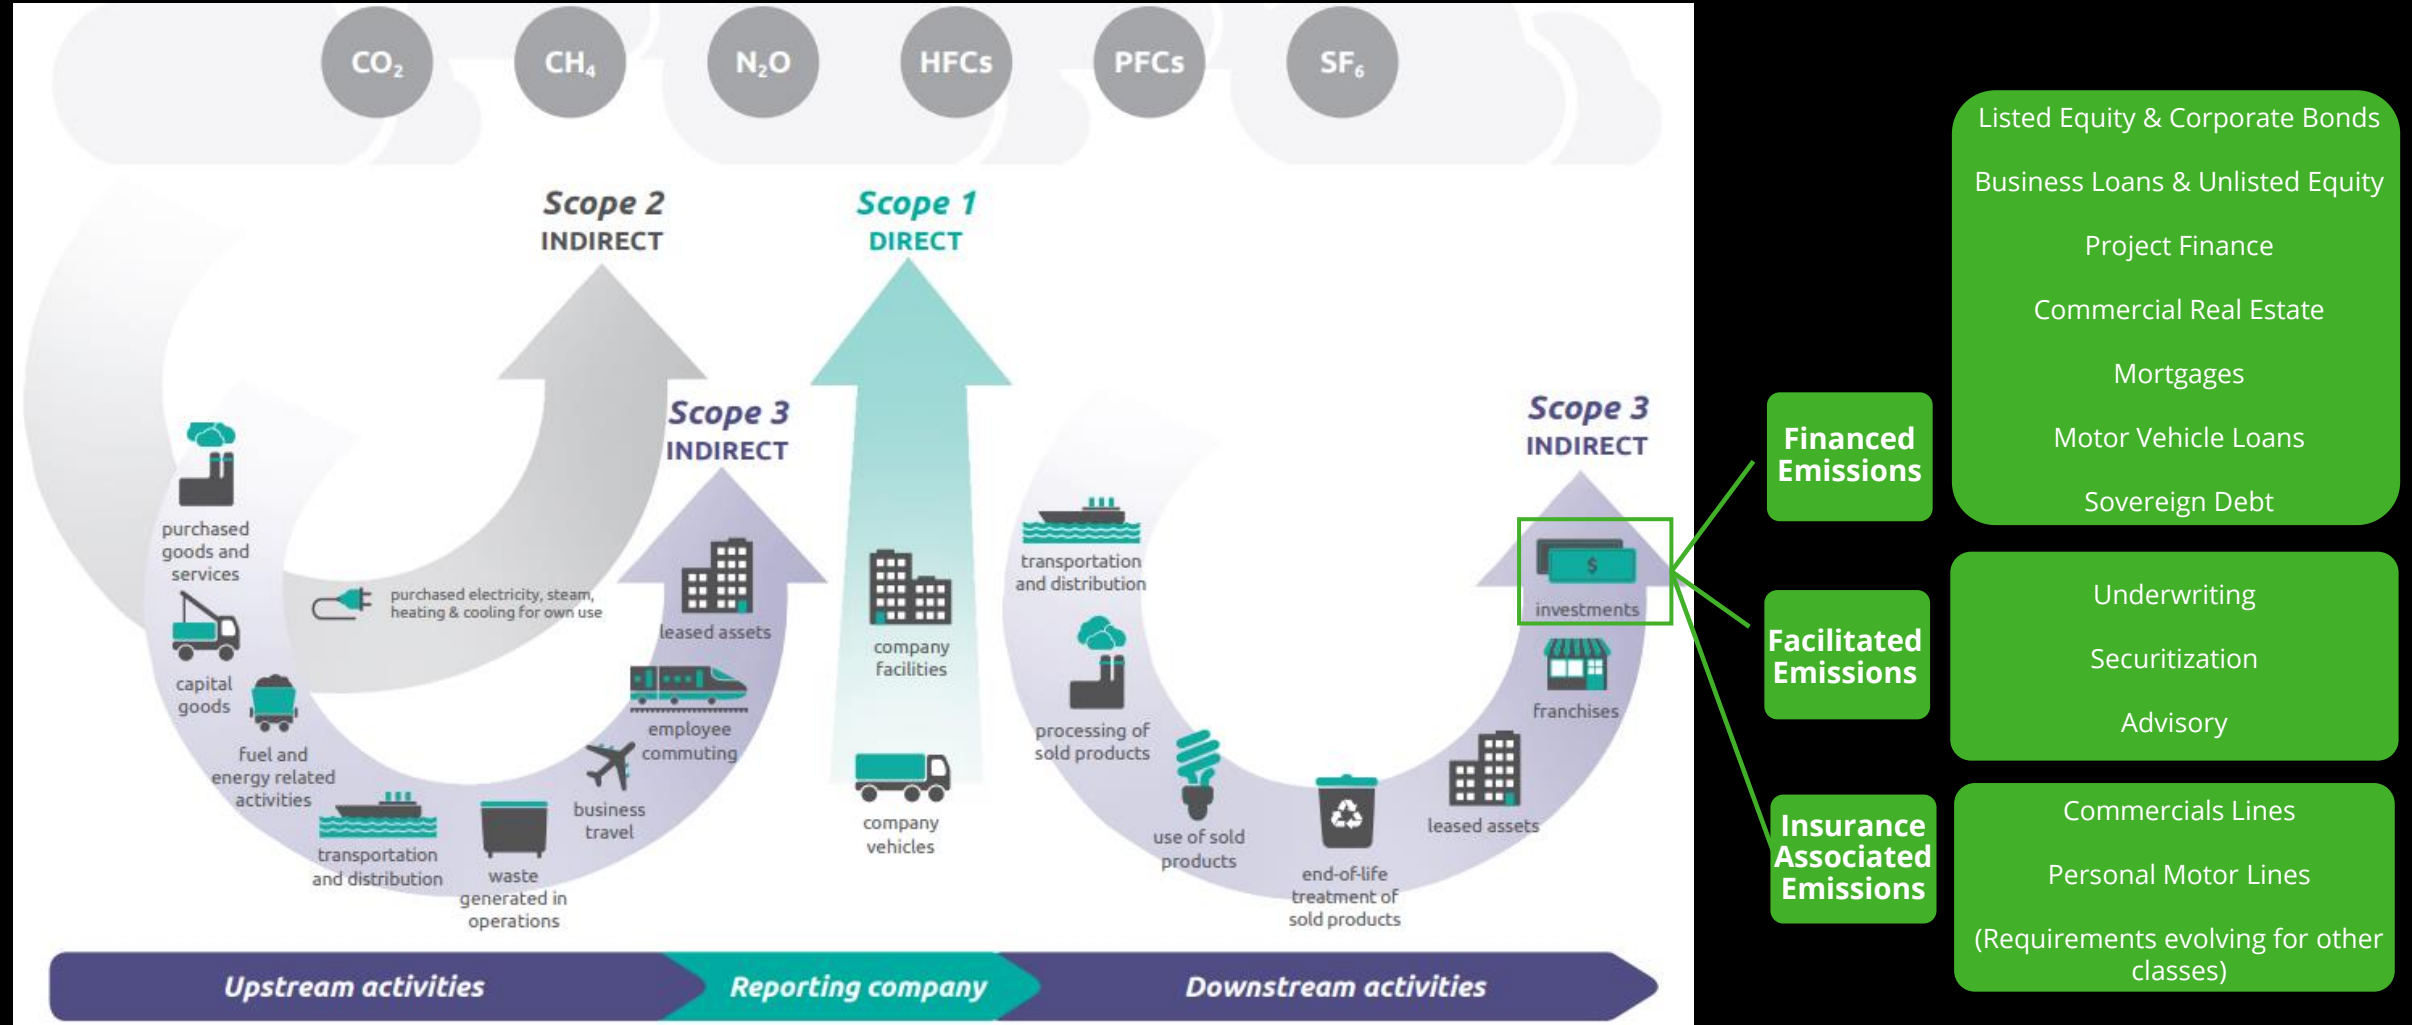 CO₂
CH₄
N₂O
HFCs
PFCs
SF₆
Scope 2
INDIRECT
Scope 1
DIRECT
Scope 3
INDIRECT
Scope 3
INDIRECT
purchased
goods and
services
capital
goods
fuel and
energy related
activities
transportation
and distribution
waste
generated in
operations
business
travel
employee
commuting
leased assets
purchased electricity, steam,
heating & cooling for own use
company
facilities
company
vehicles
transportation
and distribution
processing of
sold products
use of sold
products
end-of-life
treatment of
sold products
leased assets
franchises
investments
$
Upstream activities
Reporting company
Downstream activities
Financed
Emissions
Listed Equity & Corporate Bonds
Business Loans & Unlisted Equity
Project Finance
Commercial Real Estate
Mortgages
Motor Vehicle Loans
Sovereign Debt
Facilitated
Emissions
Underwriting
Securitization
Advisory
Insurance
Associated
Emissions
Commercials Lines
Personal Motor Lines
(Requirements evolving for other
classes)